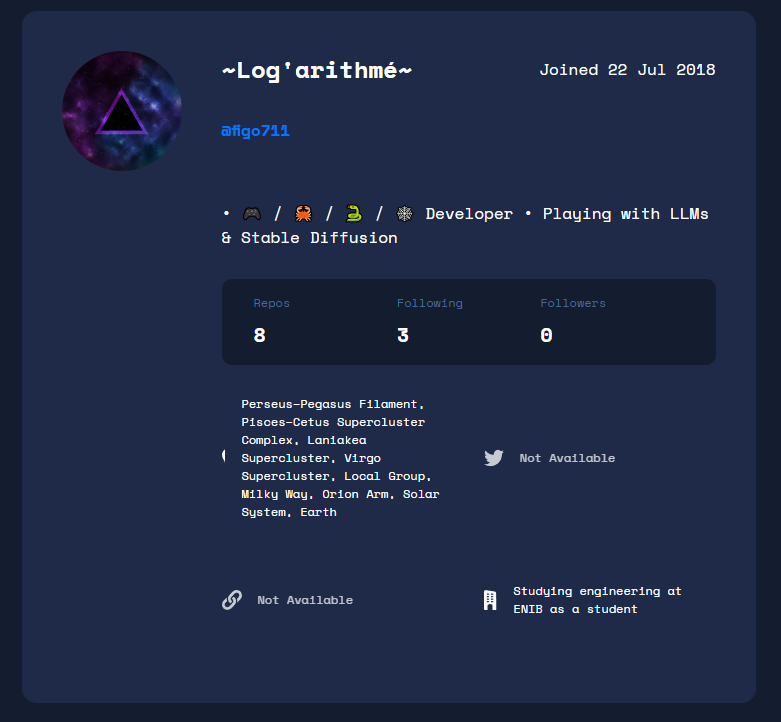 ~Log'arithmé~
Joined 22 Jul 2018
@figo711
• 🎮 / 🦀 / 🐍 / 🕸 Developer • Playing with LLMs
& Stable Diffusion
Repos
Following
Followers
8
3
0
Perseus-Pegasus Filament,
Pisces-Cetus Supercluster
Complex, Laniakea
Supercluster, Virgo
Supercluster, Local Group,
Milky Way, Orion Arm, Solar
System, Earth
Not Available
Not Available
Studying engineering at
ENIB as a student